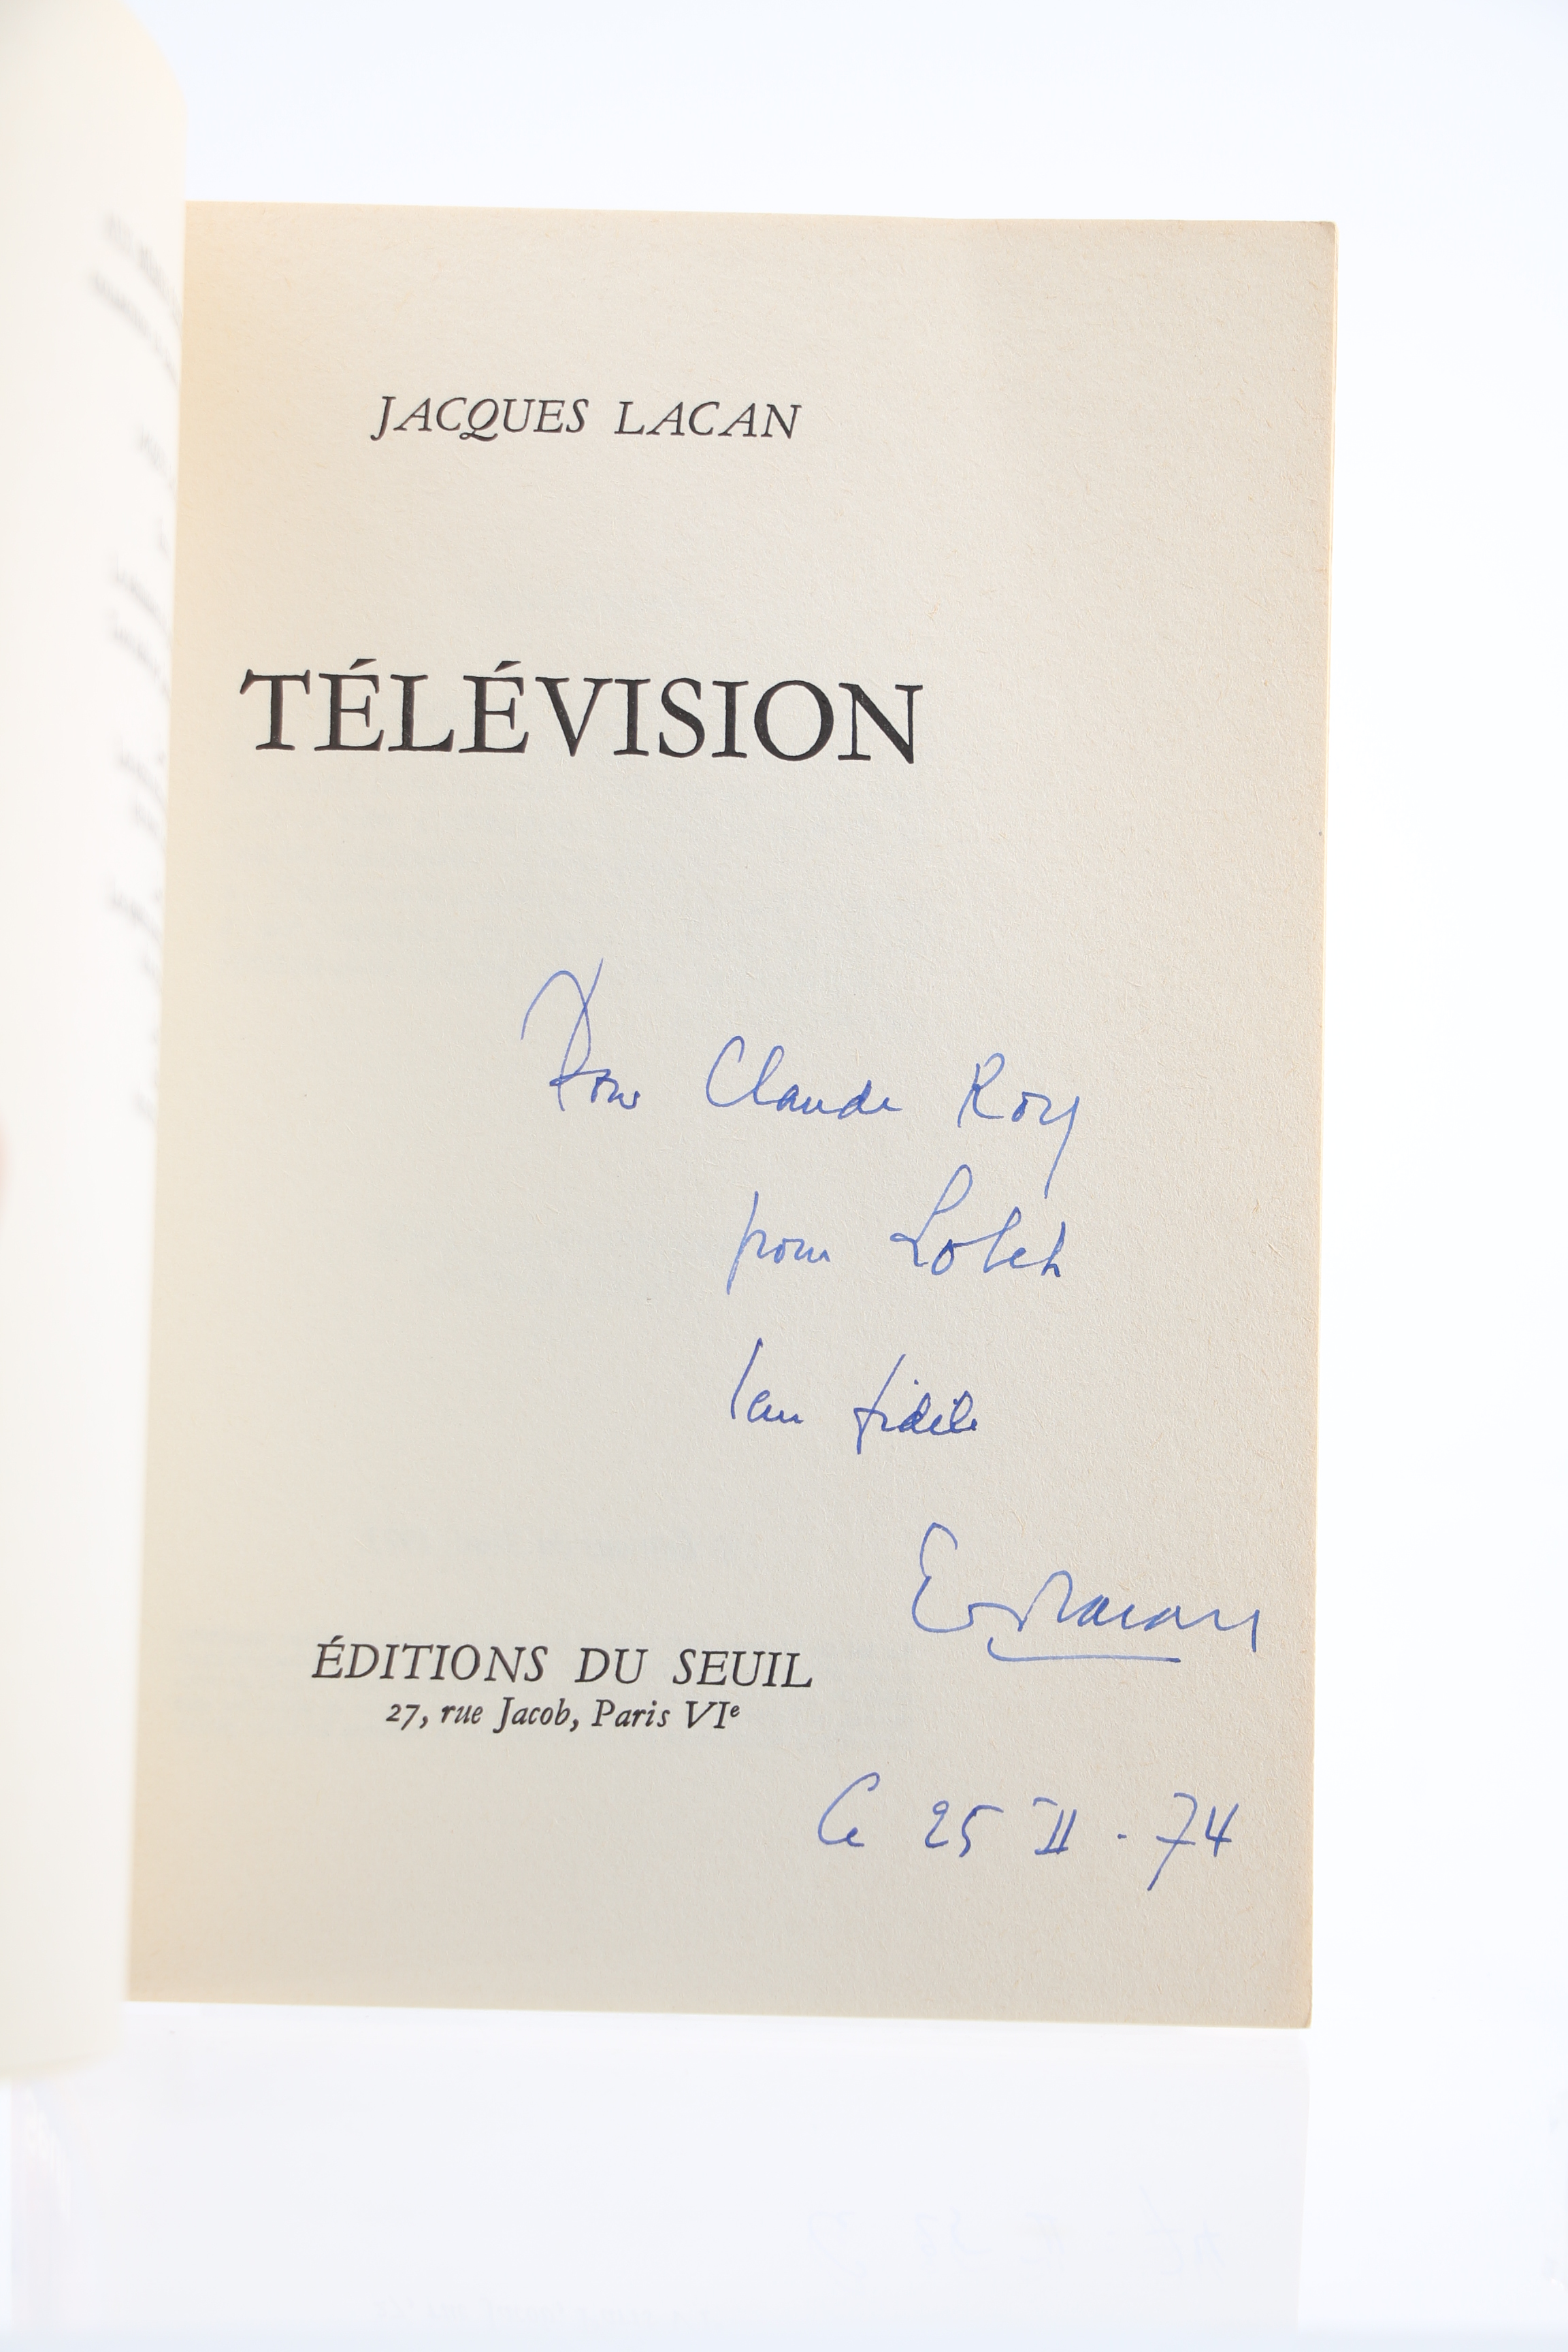 JACQUES LACAN
TÉLÉVISION
Pour Claude Roy
pour Loleh
leur fidèle
Lacan
ÉDITIONS DU SEUIL
27, rue Jacob, Paris VIᵉ
Ce 25 II . 74